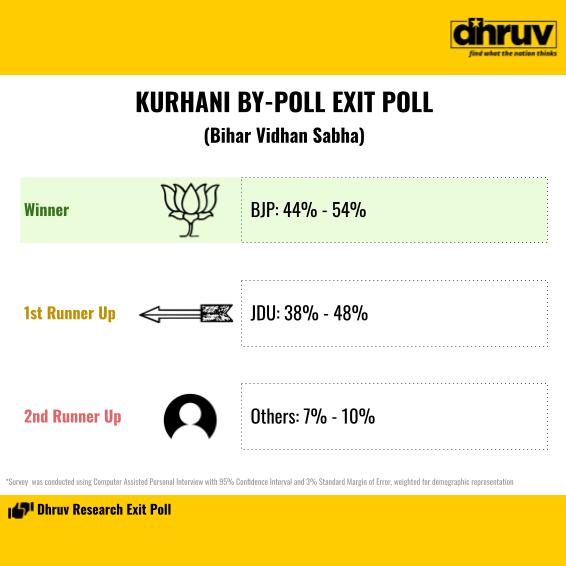 dhruv
find what the nation thinks
KURHANI BY-POLL EXIT POLL
(Bihar Vidhan Sabha)
Winner
BJP: 44% - 54%
1st Runner Up
JDU: 38% - 48%
2nd Runner Up
Others: 7% - 10%
*Survey was conducted using Computer Assisted Personal Interview with 95% Confidence Interval and 3% Standard Margin of Error, weighted for demographic representation
Dhruv Research Exit Poll